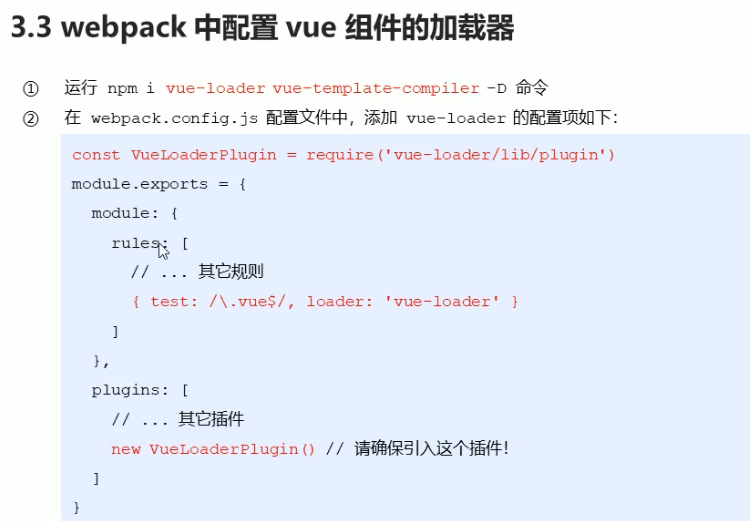 3.3 webpack 中配置 vue 组件的加载器
① 运行 npm i vue-loader vue-template-compiler -D 命令
② 在 webpack.config.js 配置文件中，添加 vue-loader 的配置项如下：
const VueLoaderPlugin = require('vue-loader/lib/plugin')
module.exports = {
  module: {
    rules: [
      // ... 其它规则
      { test: /\.vue$/, loader: 'vue-loader' }
    ]
  },
  plugins: [
    // ... 其它插件
    new VueLoaderPlugin() // 请确保引入这个插件！
  ]
}